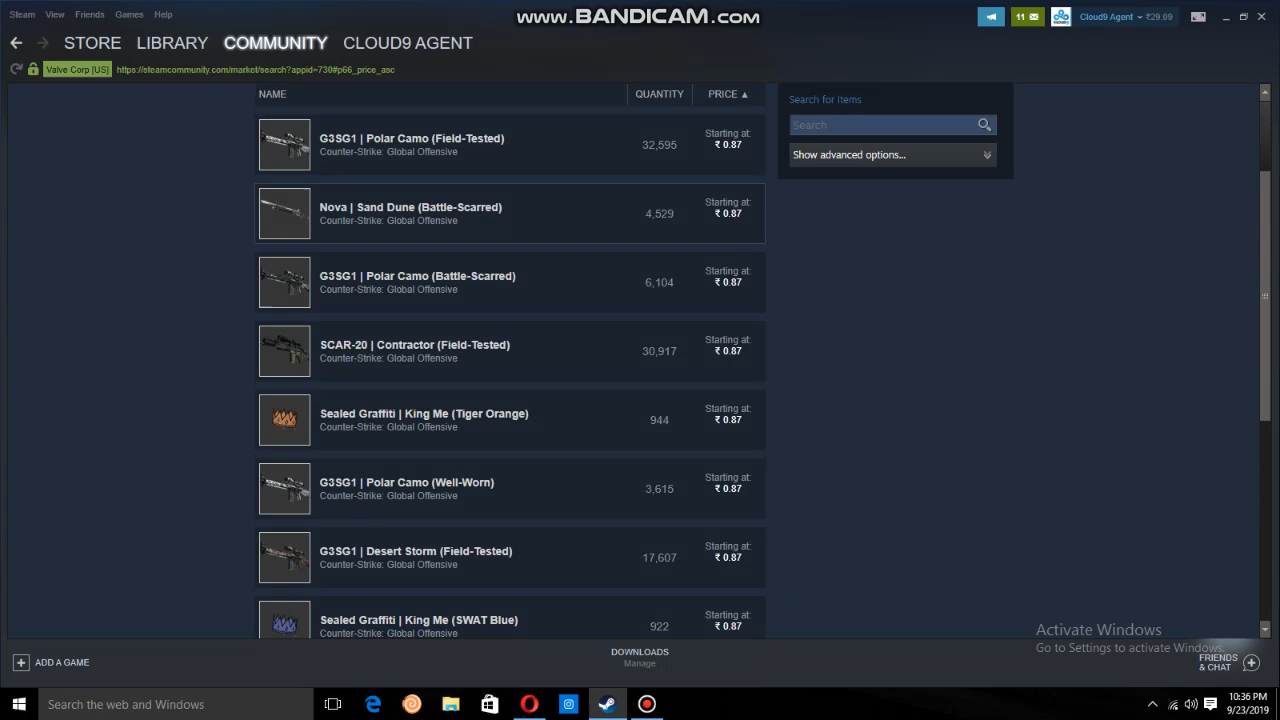 www.BANDICAM.com
Steam View Friends Games Help
11
Cloud9 Agent ₹29.09
STORE LIBRARY COMMUNITY CLOUD9 AGENT
Valve Corp [US] https://steamcommunity.com/market/search?appid=730#p66_price_asc
NAME QUANTITY PRICE ▲
G3SG1 | Polar Camo (Field-Tested)
Counter-Strike: Global Offensive
32,595
Starting at:
₹ 0.87
Nova | Sand Dune (Battle-Scarred)
Counter-Strike: Global Offensive
4,529
Starting at:
₹ 0.87
G3SG1 | Polar Camo (Battle-Scarred)
Counter-Strike: Global Offensive
6,104
Starting at:
₹ 0.87
SCAR-20 | Contractor (Field-Tested)
Counter-Strike: Global Offensive
30,917
Starting at:
₹ 0.87
Sealed Graffiti | King Me (Tiger Orange)
Counter-Strike: Global Offensive
944
Starting at:
₹ 0.87
G3SG1 | Polar Camo (Well-Worn)
Counter-Strike: Global Offensive
3,615
Starting at:
₹ 0.87
G3SG1 | Desert Storm (Field-Tested)
Counter-Strike: Global Offensive
17,607
Starting at:
₹ 0.87
Sealed Graffiti | King Me (SWAT Blue)
Counter-Strike: Global Offensive
922
Starting at:
₹ 0.87
Search for Items
Search
Show advanced options...
Activate Windows
Go to Settings to activate Windows.
ADD A GAME
DOWNLOADS
Manage
FRIENDS
& CHAT
Search the web and Windows
10:36 PM
9/23/2019